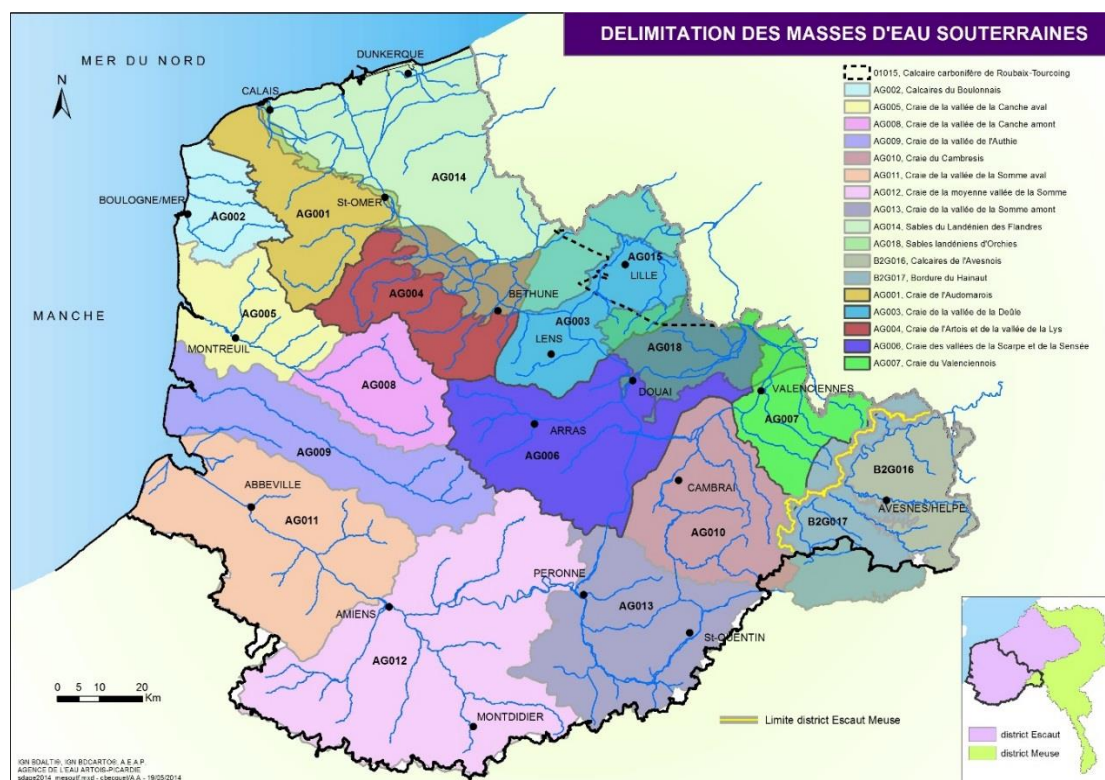 DELIMITATION DES MASSES D'EAU SOUTERRAINES
MER DU NORD
DUNKERQUE
N
CALAIS
BOULOGNE/MER
AG002
AG001
St-OMER
AG014
AG015
LILLE
AG004
BETHUNE
AG003
LENS
MANCHE
AG005
MONTREUIL
AG008
AG018
DOUAI
VALENCIENNES
AG007
ARRAS
AG006
AG009
ABBEVILLE
AG011
CAMBRAI
AG010
B2G016
AVESNES/HELPE
B2G017
PERONNE
AG013
AMIENS
St-QUENTIN
AG012
MONTDIDIER
01015, Calcaire carbonifère de Roubaix-Tourcoing
AG002, Calcaires du Boulonnais
AG005, Craie de la vallée de la Canche aval
AG008, Craie de la vallée de la Canche amont
AG009, Craie de la vallée de l'Authie
AG010, Craie du Cambresis
AG011, Craie de la vallée de la Somme aval
AG012, Craie de la moyenne vallée de la Somme
AG013, Craie de la vallée de la Somme amont
AG014, Sables du Landénien des Flandres
AG018, Sables landéniens d'Orchies
B2G016, Calcaires de l'Avesnois
B2G017, Bordure du Hainaut
AG001, Craie de l'Audomarois
AG003, Craie de la vallée de la Deûle
AG004, Craie de l'Artois et de la vallée de la Lys
AG006, Craie des vallées de la Scarpe et de la Sensée
AG007, Craie du Valenciennois
0 5 10 20
Km
Limite district Escaut Meuse
district Escaut
district Meuse
IGN BDALTI®, IGN BDCARTO®, A.E.A.P.
AGENCE DE L'EAU ARTOIS-PICARDIE
19/05/2014